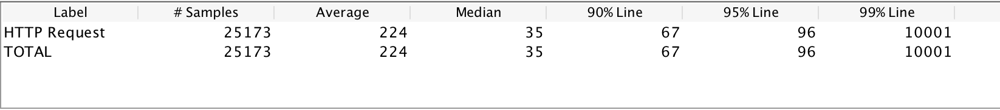 Label # Samples Average Median 90% Line 95% Line 99% Line
HTTP Request 25173 224 35 67 96 10001
TOTAL 25173 224 35 67 96 10001